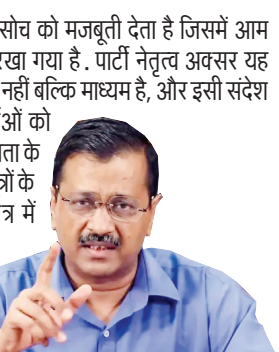 सोच को मजबूती देता है जिसमें आम
रखा गया है. पार्टी नेतृत्व अक्सर यह
नहीं बल्कि माध्यम है, और इसी संदेश
ओं को
ता के
त्रों के
त्र में